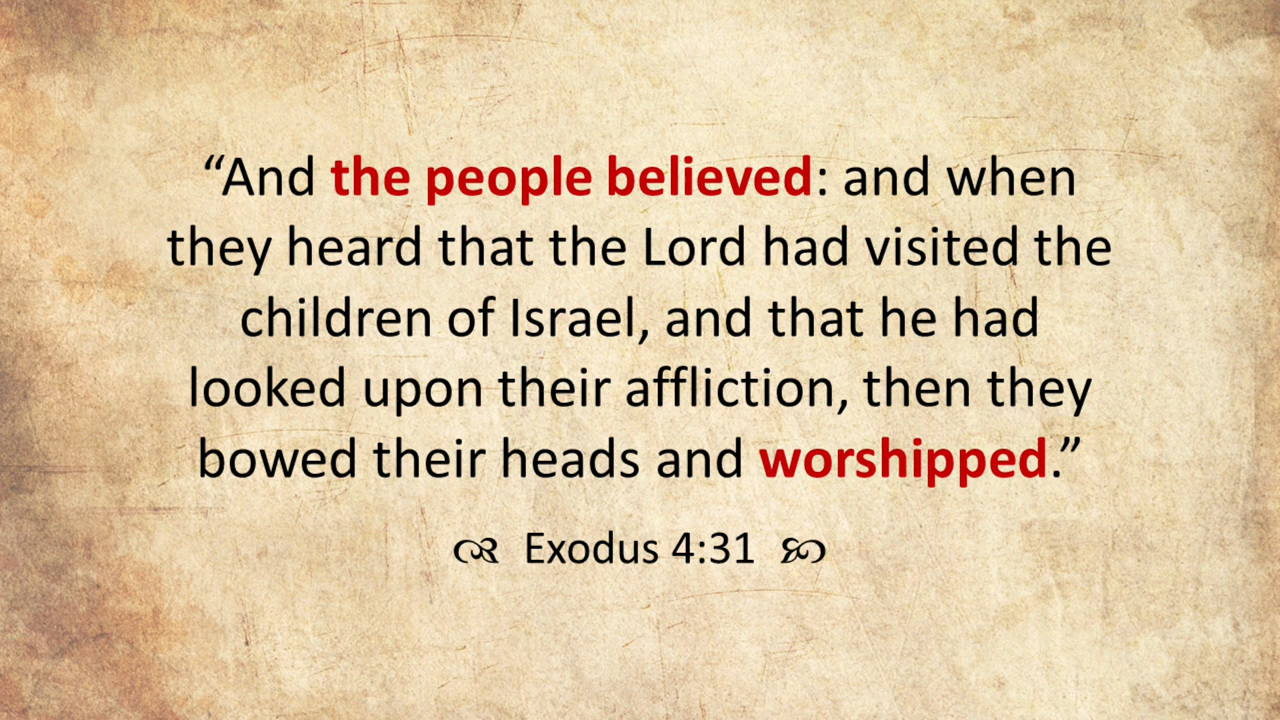 “And the people believed: and when
they heard that the Lord had visited the
children of Israel, and that he had
looked upon their affliction, then they
bowed their heads and worshipped.”
Exodus 4:31